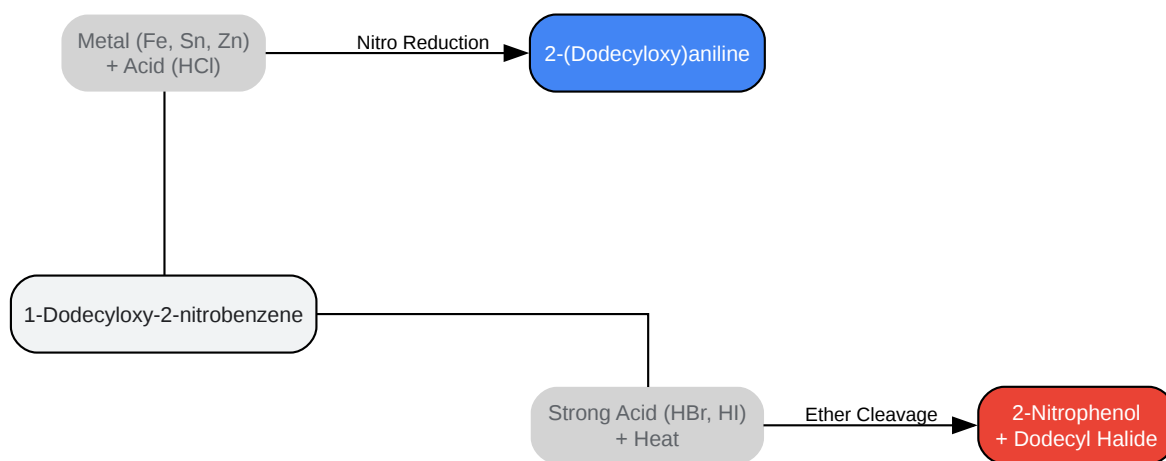 Metal (Fe, Sn, Zn)
+ Acid (HCl)
Nitro Reduction
2-(Dodecyloxy)aniline
1-Dodecyloxy-2-nitrobenzene
Strong Acid (HBr, HI)
+ Heat
Ether Cleavage
2-Nitrophenol
+ Dodecyl Halide